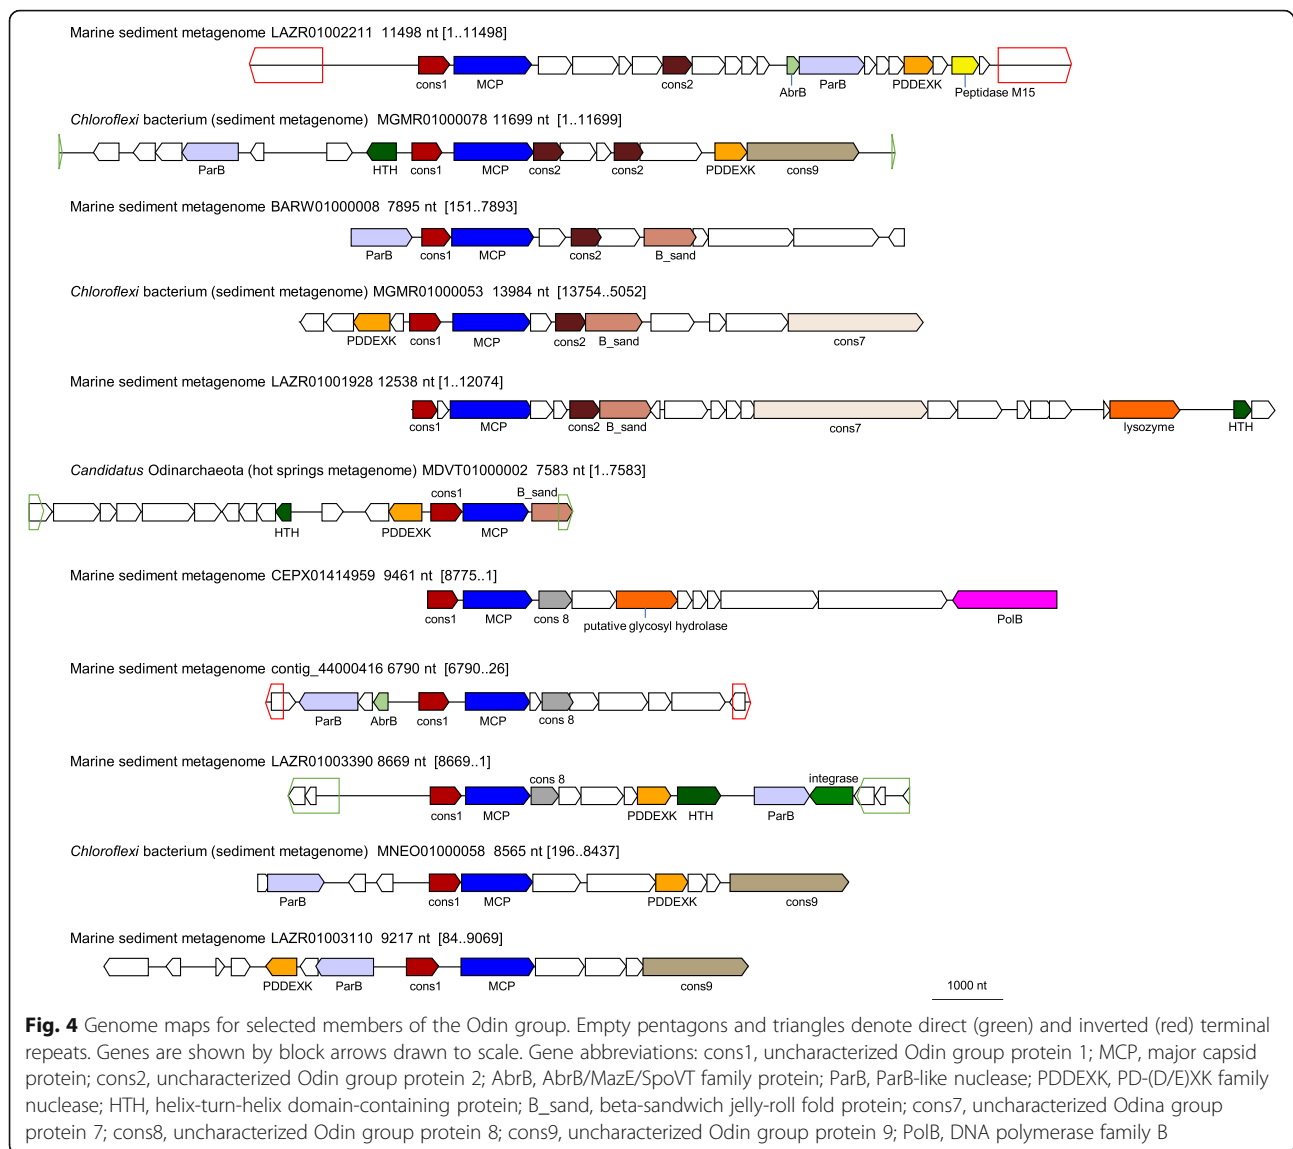 Marine sediment metagenome LAZR01002211 11498 nt [1..11498]
cons1 MCP cons2 AbrB ParB PDDEXK Peptidase M15
Chloroflexi bacterium (sediment metagenome) MGMR01000078 11699 nt [1..11699]
ParB HTH cons1 MCP cons2 cons2 PDDEXK cons9
Marine sediment metagenome BARW01000008 7895 nt [151..7893]
ParB cons1 MCP cons2 B_sand
Chloroflexi bacterium (sediment metagenome) MGMR01000053 13984 nt [13754..5052]
PDDEXK cons1 MCP cons2 B_sand cons7
Marine sediment metagenome LAZR01001928 12538 nt [1..12074]
cons1 MCP cons2 B_sand cons7 lysozyme HTH
Candidatus Odinarchaeota (hot springs metagenome) MDVT01000002 7583 nt [1..7583]
cons1 B_sand
HTH PDDEXK MCP
Marine sediment metagenome CEPX01414959 9461 nt [8775..1]
cons1 MCP cons 8 putative glycosyl hydrolase PolB
Marine sediment metagenome contig_44000416 6790 nt [6790..26]
ParB AbrB cons1 MCP cons 8
Marine sediment metagenome LAZR01003390 8669 nt [8669..1]
cons 8 integrase
cons1 MCP PDDEXK HTH ParB
Chloroflexi bacterium (sediment metagenome) MNEO01000058 8565 nt [196..8437]
ParB cons1 MCP PDDEXK cons9
Marine sediment metagenome LAZR01003110 9217 nt [84..9069]
PDDEXK ParB cons1 MCP cons9
1000 nt
Fig. 4 Genome maps for selected members of the Odin group. Empty pentagons and triangles denote direct (green) and inverted (red) terminal
repeats. Genes are shown by block arrows drawn to scale. Gene abbreviations: cons1, uncharacterized Odin group protein 1; MCP, major capsid
protein; cons2, uncharacterized Odin group protein 2; AbrB, AbrB/MazE/SpoVT family protein; ParB, ParB-like nuclease; PDDEXK, PD-(D/E)XK family
nuclease; HTH, helix-turn-helix domain-containing protein; B_sand, beta-sandwich jelly-roll fold protein; cons7, uncharacterized Odina group
protein 7; cons8, uncharacterized Odin group protein 8; cons9, uncharacterized Odin group protein 9; PolB, DNA polymerase family B